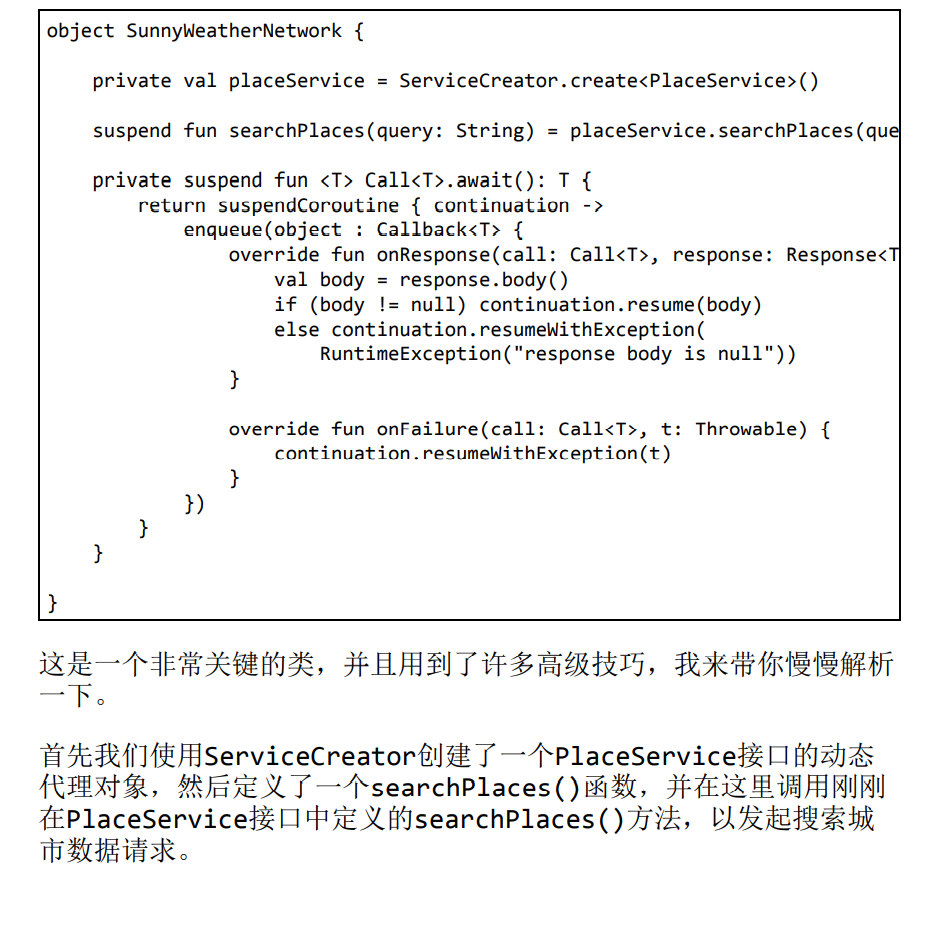 object SunnyWeatherNetwork {
    private val placeService = ServiceCreator.create<PlaceService>()
    suspend fun searchPlaces(query: String) = placeService.searchPlaces(que
    private suspend fun <T> Call<T>.await(): T {
        return suspendCoroutine { continuation ->
            enqueue(object : Callback<T> {
                override fun onResponse(call: Call<T>, response: Response<T
                    val body = response.body()
                    if (body != null) continuation.resume(body)
                    else continuation.resumeWithException(
                        RuntimeException("response body is null"))
                }
                override fun onFailure(call: Call<T>, t: Throwable) {
                    continuation.resumeWithException(t)
                }
            })
        }
    }
}
这是一个非常关键的类，并且用到了许多高级技巧，我来带你慢慢解析
一下。
首先我们使用ServiceCreator创建了一个PlaceService接口的动态
代理对象，然后定义了一个searchPlaces()函数，并在这里调用刚刚
在PlaceService接口中定义的searchPlaces()方法，以发起搜索城
市数据请求。